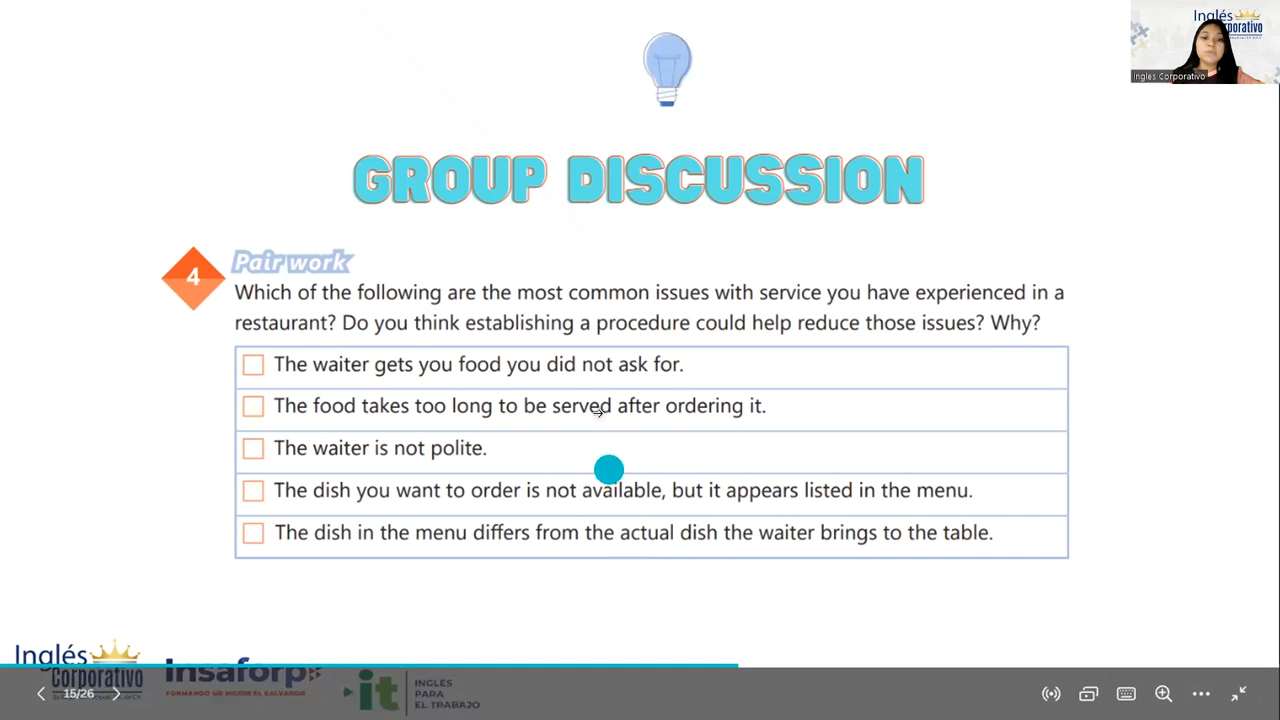 Inglés
Corporativo
Ingles Corporativo
GROUP DISCUSSION
4
Pair work
Which of the following are the most common issues with service you have experienced in a
restaurant? Do you think establishing a procedure could help reduce those issues? Why?
The waiter gets you food you did not ask for.
The food takes too long to be served after ordering it.
The waiter is not polite.
The dish you want to order is not available, but it appears listed in the menu.
The dish in the menu differs from the actual dish the waiter brings to the table.
Inglés
Corporativo
Insaforp
FORMANDO UN MEJOR EL SALVADOR
it
INGLÉS
PARA
EL TRABAJO
15/26